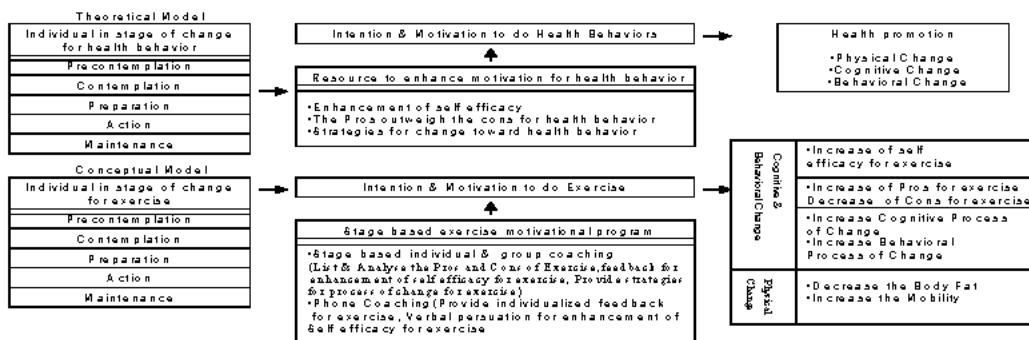 Theoretical Model
Individual in stage of change
for health behavior
Precontemplation
Contemplation
Preparation
Action
Maintenance
Intention & Motivation to do Health Behaviors
Resource to enhance motivation for health behavior
•Enhancement of self efficacy
•The Pros outweigh the cons for health behavior
•Strategies for change toward health behavior
Health promotion
•Physical Change
•Cognitive Change
•Behavioral Change
Conceptual Model
Individual in stage of change
for exercise
Precontemplation
Contemplation
Preparation
Action
Maintenance
Intention & Motivation to do Exercise
Stage based exercise motivational program
•Stage based individual & group coaching
(List & Analyse the Pros and Cons of Exercise,feedback for
enhancement of self efficacy for exercise, Provide strategies
for process of change for exercise)
•Phone Coaching (Provide individualized feedback
for exercise, Verbal persuation for enhancement of
Self efficacy for exercise
Cognitive &
Behavioral Change
•Increase of self
efficacy for exercise
•Increase of Pros for exercise
Decrease of Cons for exercise
•Increase Cognitive Process
of Change
•Increase Behavioral
Process of Change
Physical
Change
•Decrease the Body Fat
•Increase the Mobility